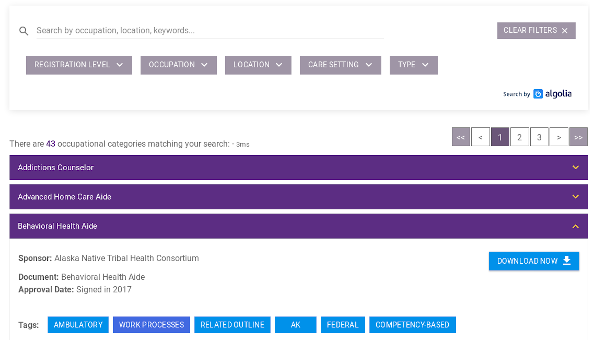 Search by occupation, location, keywords...
CLEAR FILTERS ×
REGISTRATION LEVEL
OCCUPATION
LOCATION
CARE SETTING
TYPE
Search by algolia
There are 43 occupational categories matching your search: - 3ms
<< < 1 2 3 > >>
Addictions Counselor
Advanced Home Care Aide
Behavioral Health Aide
Sponsor: Alaska Native Tribal Health Consortium
DOWNLOAD NOW
Document: Behavioral Health Aide
Approval Date: Signed in 2017
Tags: AMBULATORY WORK PROCESSES RELATED OUTLINE AK FEDERAL COMPETENCY-BASED